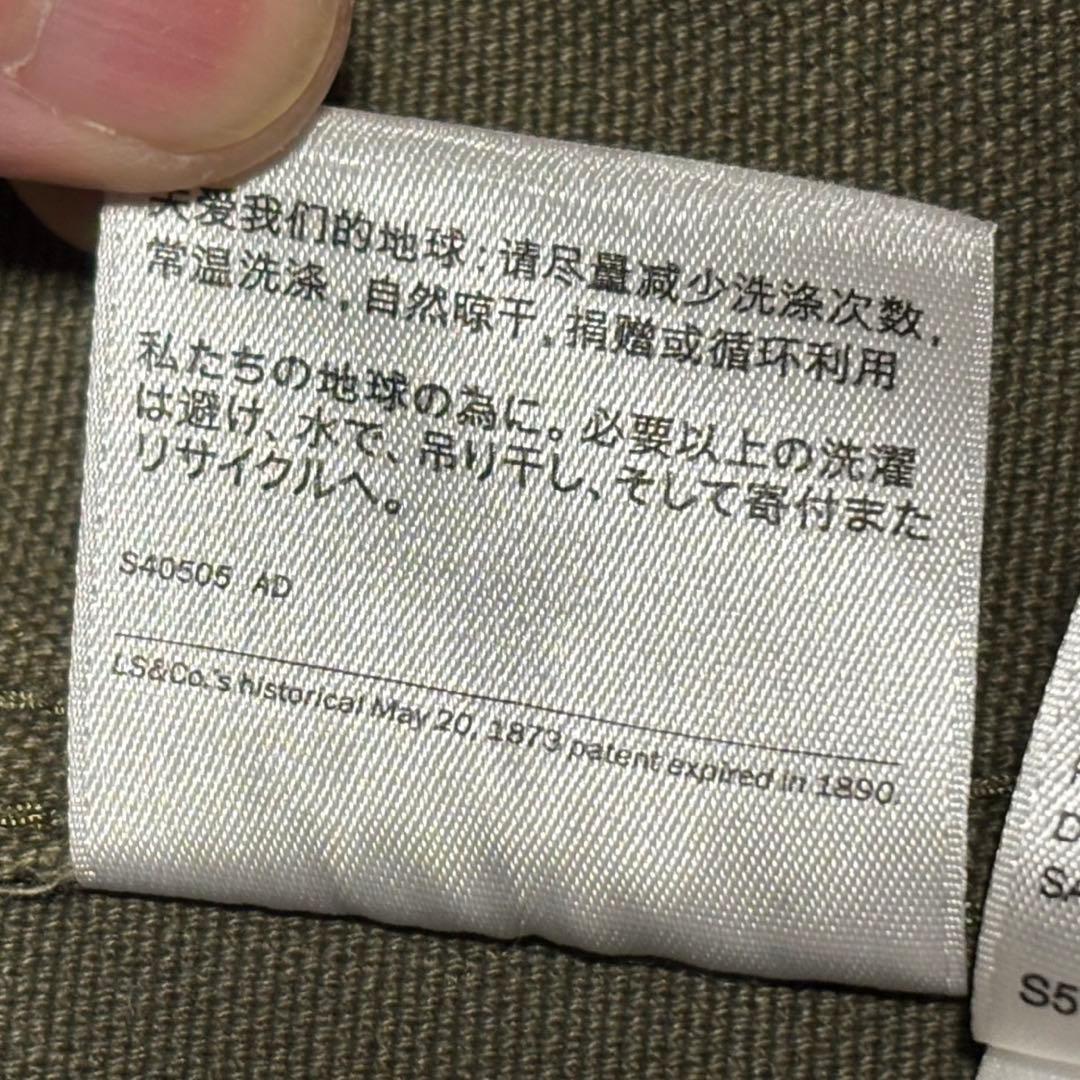 关爱我们的地球：请尽量减少洗涤次数，
常温洗涤，自然晾干，捐赠或循环利用
私たちの地球の為に。必要以上の洗濯
は避け、水で、吊り干し、そして寄付また
リサイクルへ。
S40505 AD
LS&Co.'s historical May 20, 1873 patent expired in 1890.
D
S5